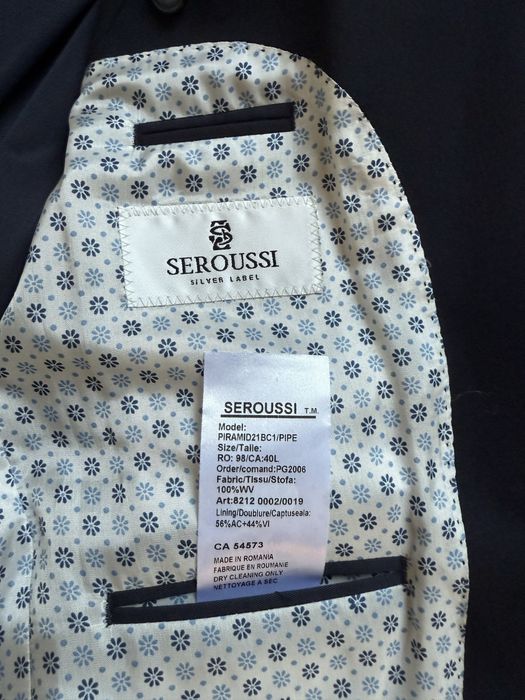 SEROUSSI
SILVER LABEL
SEROUSSI T.M.
Model:
PIRAMID21BC1/PIPE
Size/Taile:
RO: 98/CA:40L
Order/comand:PG2006
Fabric/Tissu/Stofa:
100%WV
Art:8212 0002/0019
Lining/Doublure/Captuseala:
56%AC+44%VI
CA 54573
MADE IN ROMANIA
FABRIQUE EN ROUMANIE
DRY CLEANING ONLY
NETTOYAGE A SEC